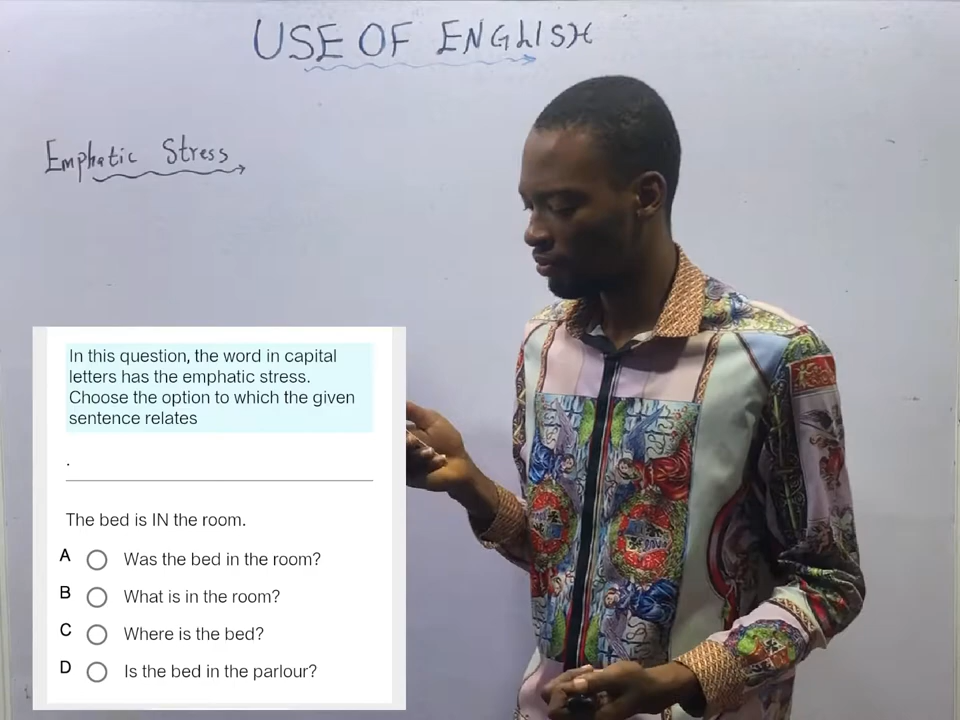 USE OF ENGLISH
Emphatic Stress
In this question, the word in capital
letters has the emphatic stress.
Choose the option to which the given
sentence relates
.
The bed is IN the room.
A Was the bed in the room?
B What is in the room?
C Where is the bed?
D Is the bed in the parlour?